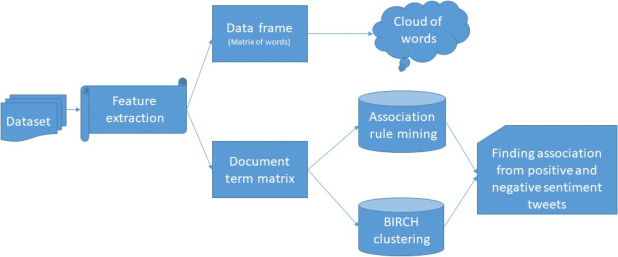 Dataset
Feature
extraction
Data frame
(Matrix of words)
Cloud of
words
Document
term matrix
Association
rule mining
BIRCH
clustering
Finding association
from positive and
negative sentiment
tweets